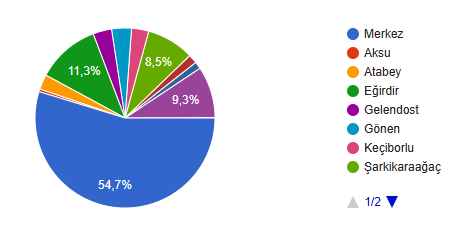 11,3%
8,5%
9,3%
54,7%
Merkez
Aksu
Atabey
Eğirdir
Gelendost
Gönen
Keçiborlu
Şarkikaraağaç
1/2